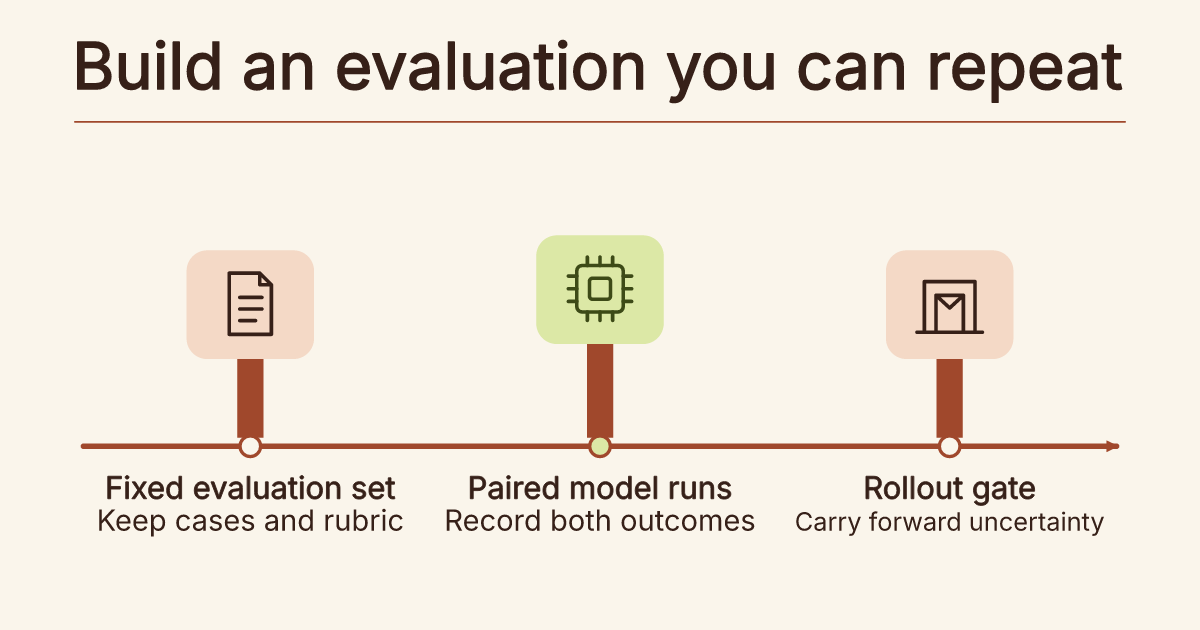 Build an evaluation you can repeat
Fixed evaluation set
Keep cases and rubric
Paired model runs
Record both outcomes
Rollout gate
Carry forward uncertainty